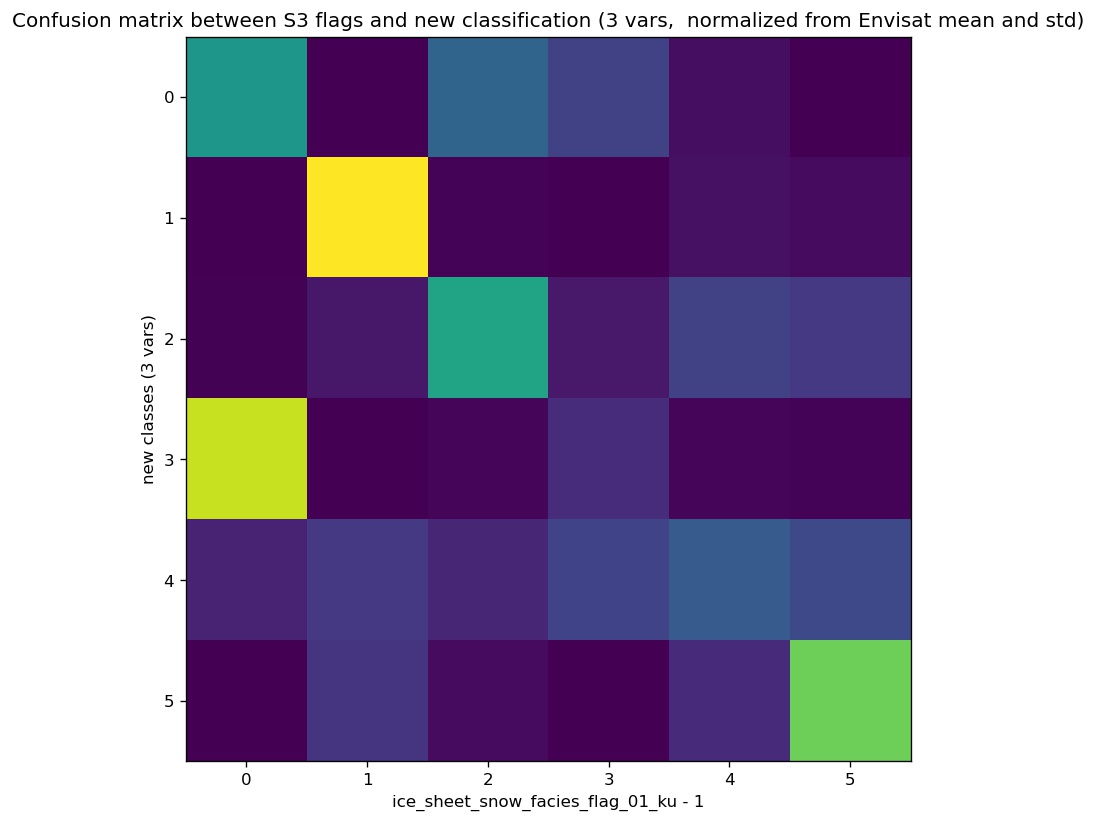 Confusion matrix between S3 flags and new classification (3 vars,  normalized from Envisat mean and std)
new classes (3 vars)
0
1
2
3
4
5
0 1 2 3 4 5
ice_sheet_snow_facies_flag_01_ku - 1